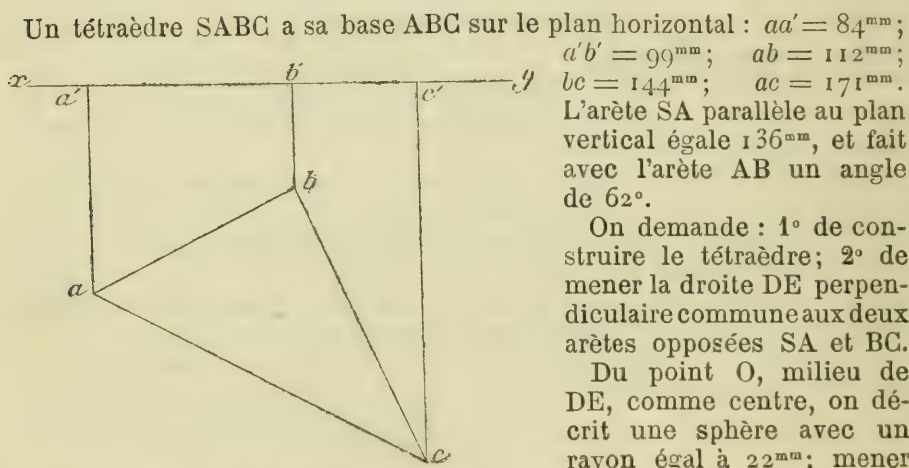 Un tétraèdre SABC a sa base ABC sur le plan horizontal : aa′ = 84ᵐᵐ ;
a′b′ = 99ᵐᵐ ; ab = 112ᵐᵐ ;
bc = 144ᵐᵐ ; ac = 171ᵐᵐ.
L'arète SA parallèle au plan
vertical égale 136ᵐᵐ, et fait
avec l'arète AB un angle
de 62°.
On demande : 1° de con-
struire le tétraèdre; 2° de
mener la droite DE perpen-
diculaire commune aux deux
arètes opposées SA et BC.
Du point O, milieu de
DE, comme centre, on dé-
crit une sphère avec un
rayon égal à 22ᵐᵐ; mener
x a′ b′ c′ y
b
a
c